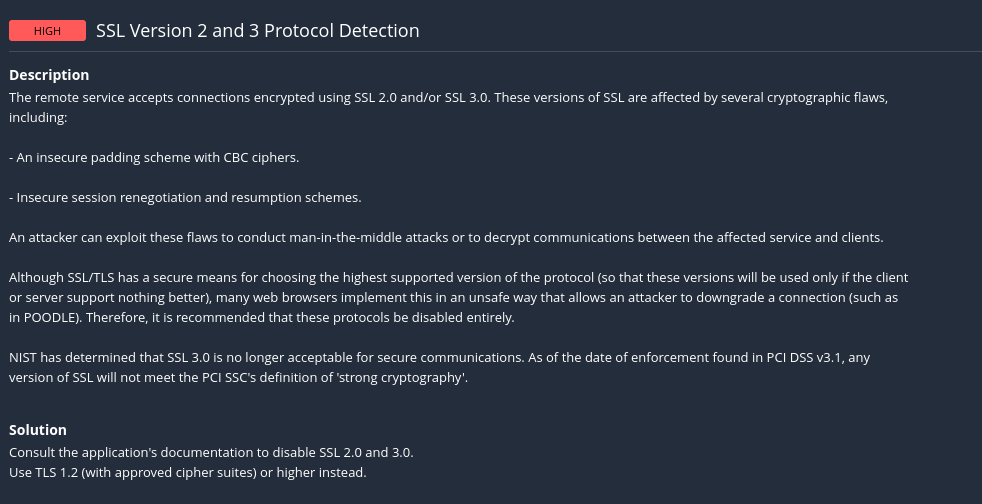 HIGH SSL Version 2 and 3 Protocol Detection
Description
The remote service accepts connections encrypted using SSL 2.0 and/or SSL 3.0. These versions of SSL are affected by several cryptographic flaws,
including:
- An insecure padding scheme with CBC ciphers.
- Insecure session renegotiation and resumption schemes.
An attacker can exploit these flaws to conduct man-in-the-middle attacks or to decrypt communications between the affected service and clients.
Although SSL/TLS has a secure means for choosing the highest supported version of the protocol (so that these versions will be used only if the client
or server support nothing better), many web browsers implement this in an unsafe way that allows an attacker to downgrade a connection (such as
in POODLE). Therefore, it is recommended that these protocols be disabled entirely.
NIST has determined that SSL 3.0 is no longer acceptable for secure communications. As of the date of enforcement found in PCI DSS v3.1, any
version of SSL will not meet the PCI SSC's definition of 'strong cryptography'.
Solution
Consult the application's documentation to disable SSL 2.0 and 3.0.
Use TLS 1.2 (with approved cipher suites) or higher instead.